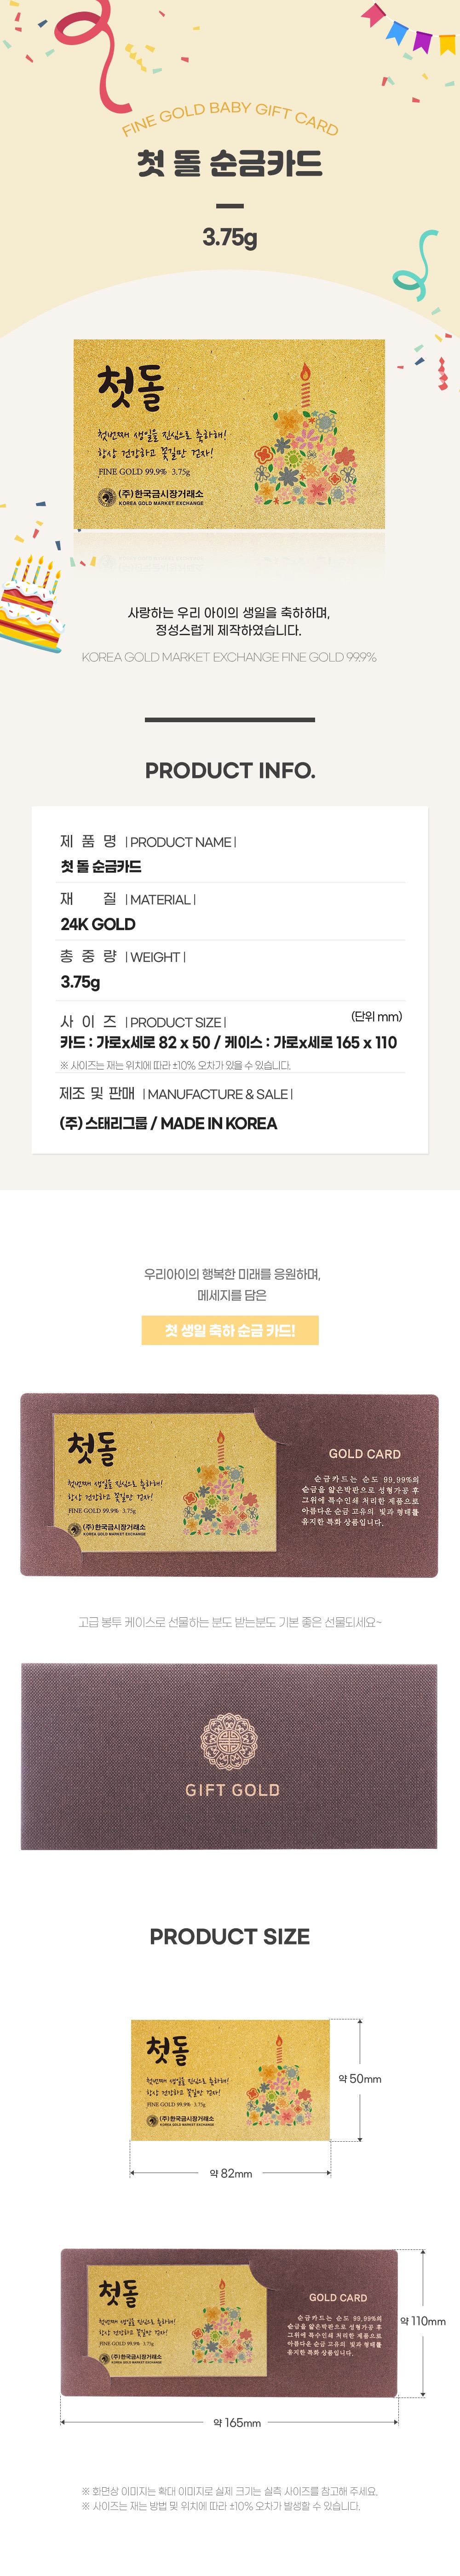 FINE GOLD BABY GIFT CARD
첫 돌 순금카드
3.75g
첫돌
첫번째 생일을 진심으로 축하해!
항상 건강하고 꽃길만 걷자!
FINE GOLD 99.9% · 3.75g
(주)한국금시장거래소
KOREA GOLD MARKET EXCHANGE
사랑하는 우리 아이의 생일을 축하하며,
정성스럽게 제작하였습니다.
KOREA GOLD MARKET EXCHANGE FINE GOLD 99.9%
PRODUCT INFO.
제 품 명 | PRODUCT NAME |
첫 돌 순금카드
재 질 | MATERIAL |
24K GOLD
총 중 량 | WEIGHT |
3.75g
사 이 즈 | PRODUCT SIZE | (단위 mm)
카드 : 가로x세로 82 x 50 / 케이스 : 가로x세로 165 x 110
※ 사이즈는 재는 위치에 따라 ±10% 오차가 있을 수 있습니다.
제조 및 판매 | MANUFACTURE & SALE |
(주) 스태리그룹 / MADE IN KOREA
우리아이의 행복한 미래를 응원하며,
메세지를 담은
첫 생일 축하 순금 카드!
첫돌
첫번째 생일을 진심으로 축하해!
항상 건강하고 꽃길만 걷자!
FINE GOLD 99.9% · 3.75g
(주)한국금시장거래소
KOREA GOLD MARKET EXCHANGE
GOLD CARD
순금카드는 순도 99.99%의
순금을 얇은박판으로 성형가공 후
그위에 특수인쇄 처리한 제품으로
아름다운 순금 고유의 빛과 형태를
유지한 특화 상품입니다.
고급 봉투 케이스로 선물하는 분도 받는분도 기분 좋은 선물되세요~
GIFT GOLD
PRODUCT SIZE
첫돌
첫번째 생일을 진심으로 축하해!
항상 건강하고 꽃길만 걷자!
FINE GOLD 99.9% · 3.75g
(주)한국금시장거래소
KOREA GOLD MARKET EXCHANGE
약 50mm
약 82mm
첫돌
첫번째 생일을 진심으로 축하해!
항상 건강하고 꽃길만 걷자!
FINE GOLD 99.9% · 3.75g
(주)한국금시장거래소
KOREA GOLD MARKET EXCHANGE
GOLD CARD
순금카드는 순도 99.99%의
순금을 얇은박판으로 성형가공 후
그위에 특수인쇄 처리한 제품으로
아름다운 순금 고유의 빛과 형태를
유지한 특화 상품입니다.
약 110mm
약 165mm
※ 화면상 이미지는 확대 이미지로 실제 크기는 실측 사이즈를 참고해 주세요.
※ 사이즈는 재는 방법 및 위치에 따라 ±10% 오차가 발생할 수 있습니다.